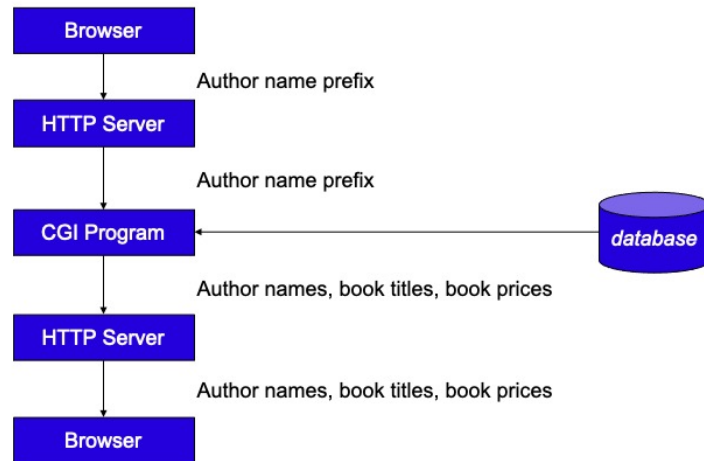 Browser
Author name prefix
HTTP Server
Author name prefix
CGI Program
database
Author names, book titles, book prices
HTTP Server
Author names, book titles, book prices
Browser